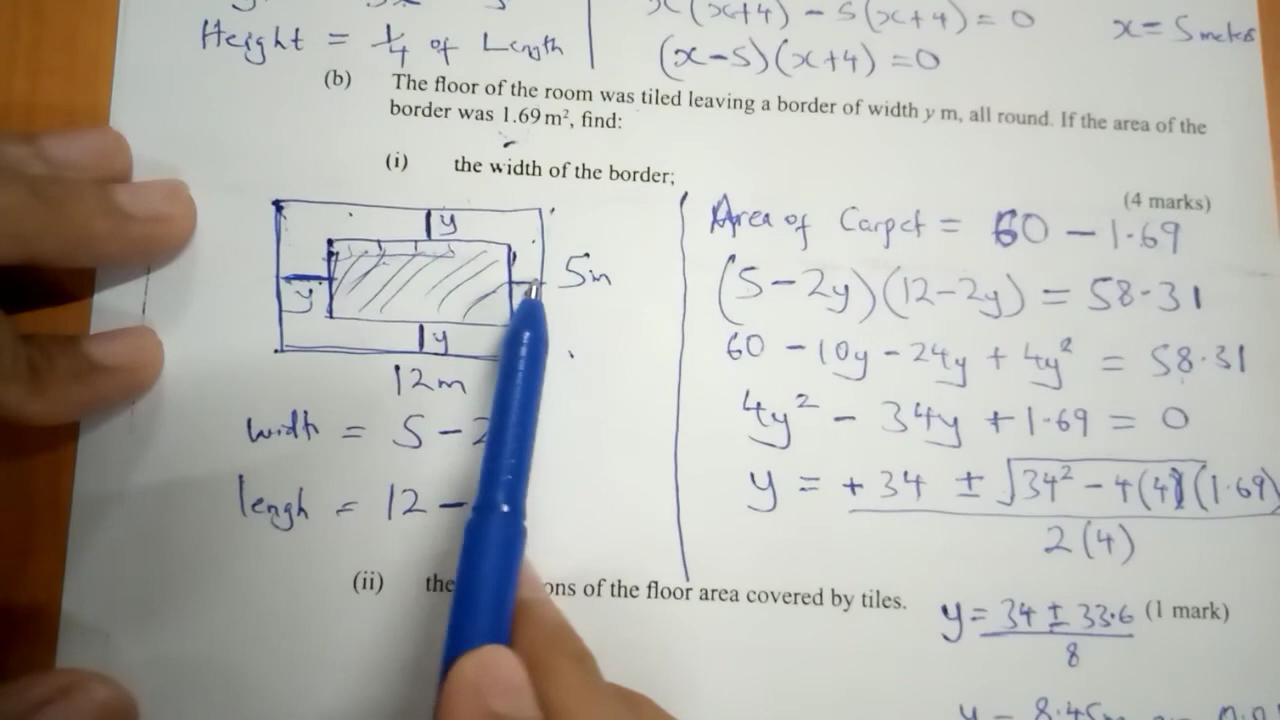 Height = 1/4 of Length
x(x+4) - 5(x+4) = 0
(x-5)(x+4) = 0
x = 5 meters
(b) The floor of the room was tiled leaving a border of width y m, all round. If the area of the
border was 1.69 m², find:
(i) the width of the border;
(4 marks)
y
y
y
5m
12m
width = 5 - 2
lengh = 12 -
Area of Carpet = 60 - 1.69
(5-2y)(12-2y) = 58.31
60 - 10y - 24y + 4y² = 58.31
4y² - 34y + 1.69 = 0
y = +34 ± √34² - 4(4)(1.69)
2(4)
(ii) the ons of the floor area covered by tiles.
(1 mark)
y = 34 ± 33.6
8